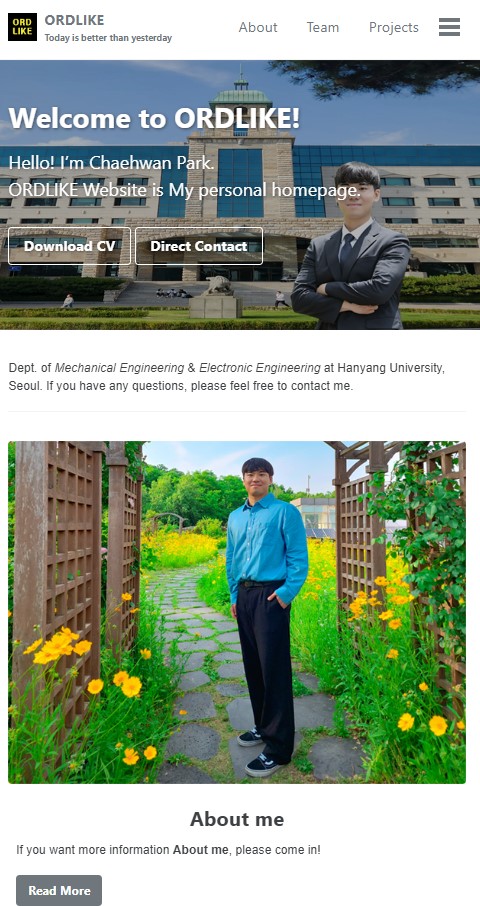 ORD
LIKE
ORDLIKE
Today is better than yesterday
About Team Projects
Welcome to ORDLIKE!
Hello! I’m Chaehwan Park.
ORDLIKE Website is My personal homepage.
Download CV Direct Contact
Dept. of Mechanical Engineering & Electronic Engineering at Hanyang University,
Seoul. If you have any questions, please feel free to contact me.
About me
If you want more information About me, please come in!
Read More